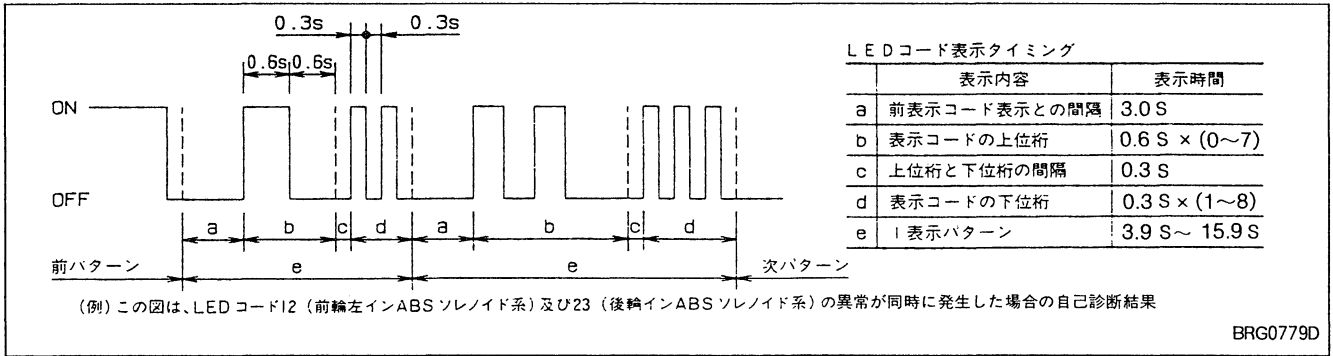 0.3s 0.3s
0.6s 0.6s
ON
OFF
a b c d a b c d
前パターン e e 次パターン
LEDコード表示タイミング
表示内容 表示時間
a 前表示コード表示との間隔 3.0 S
b 表示コードの上位桁 0.6 S × (0～7)
c 上位桁と下位桁の間隔 0.3 S
d 表示コードの下位桁 0.3 S × (1～8)
e 1表示パターン 3.9 S～ 15.9 S
(例) この図は、LEDコード12 (前輪左インABSソレノイド系) 及び23 (後輪インABSソレノイド系) の異常が同時に発生した場合の自己診断結果
BRG0779D